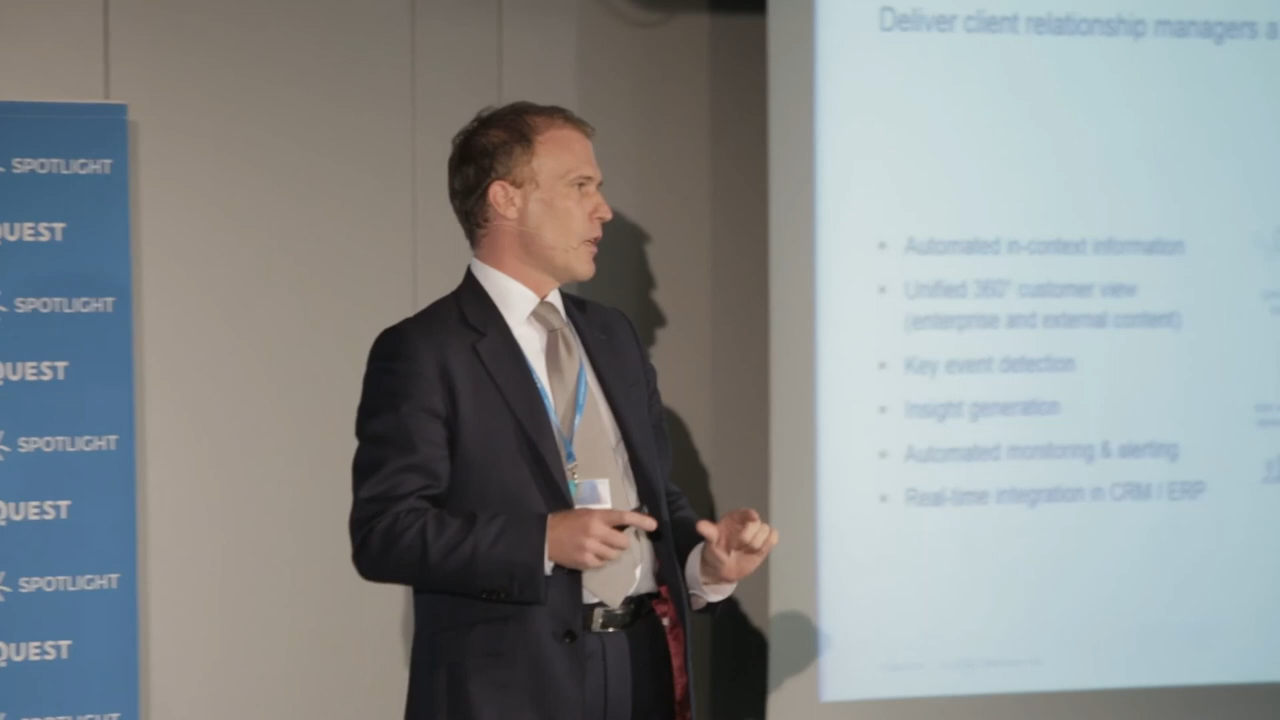 SPOTLIGHT
QUEST
SPOTLIGHT
QUEST
SPOTLIGHT
QUEST
SPOTLIGHT
QUEST
SPOTLIGHT
Deliver client relationship managers a
• Automated in-context information
• Unified 360° customer view
(enterprise and external content)
• Key event detection
• Insight generation
• Automated monitoring & alerting
• Real-time integration in CRM / ERP